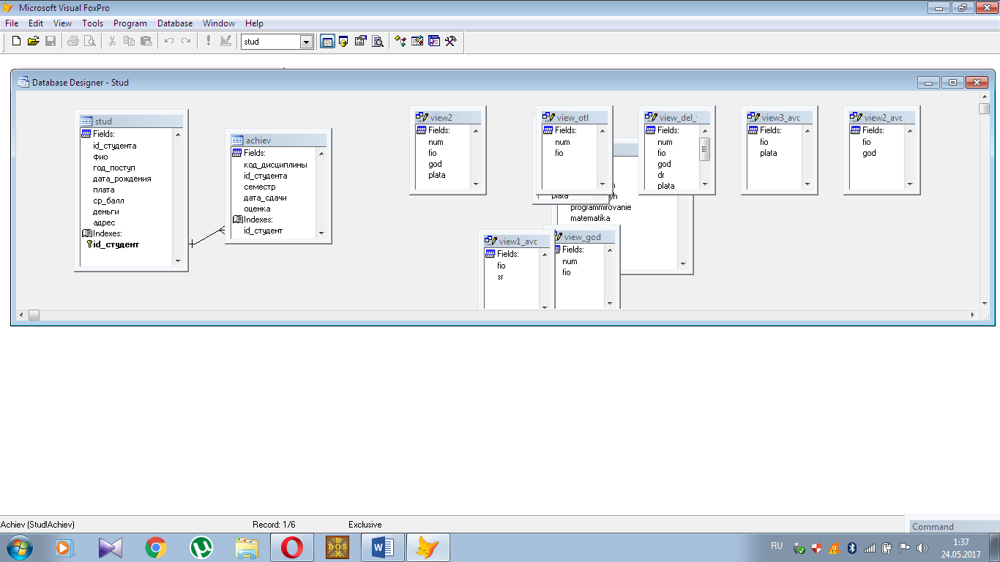 Microsoft Visual FoxPro
File Edit View Tools Program Database Window Help
stud
Database Designer - Stud
stud
Fields:
id_студента
фио
год_поступ
дата_рождения
плата
ср_балл
деньги
адрес
Indexes:
id_студент
achiev
Fields:
код_дисциплины
id_студента
семестр
дата_сдачи
оценка
Indexes:
id_студент
view2
Fields:
num
fio
god
plata
view_otl
Fields:
num
fio
view_del_
Fields:
num
fio
god
dr
plata
view3_avc
Fields:
fio
plata
view2_avc
Fields:
fio
god
plata
programmirovanie
matematika
view1_avc
Fields:
fio
sr
view_god
Fields:
num
fio
Achiev (Stud!Achiev) Record: 1/6 Exclusive
Command
RU
1:37
24.05.2017